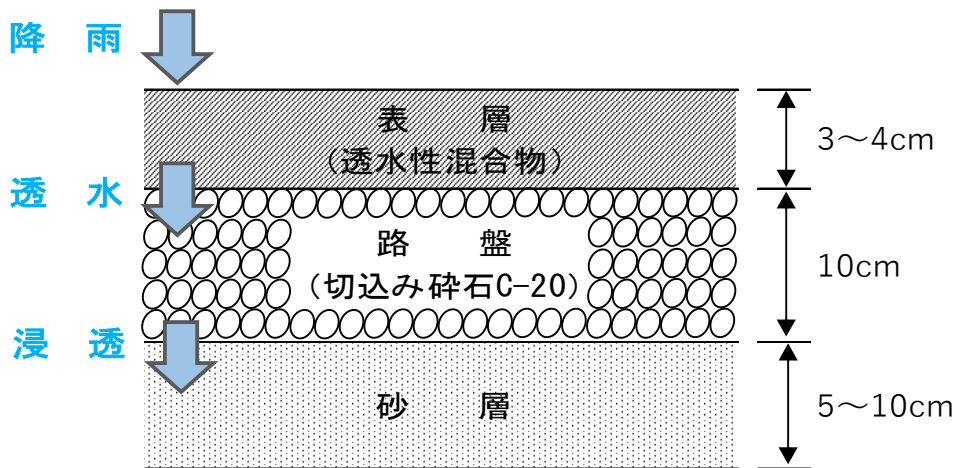 降　雨
表　　層
(透水性混合物)
3～4cm
透　水
路　　盤
(切込み砕石C-20)
10cm
浸　透
砂　　層
5～10cm